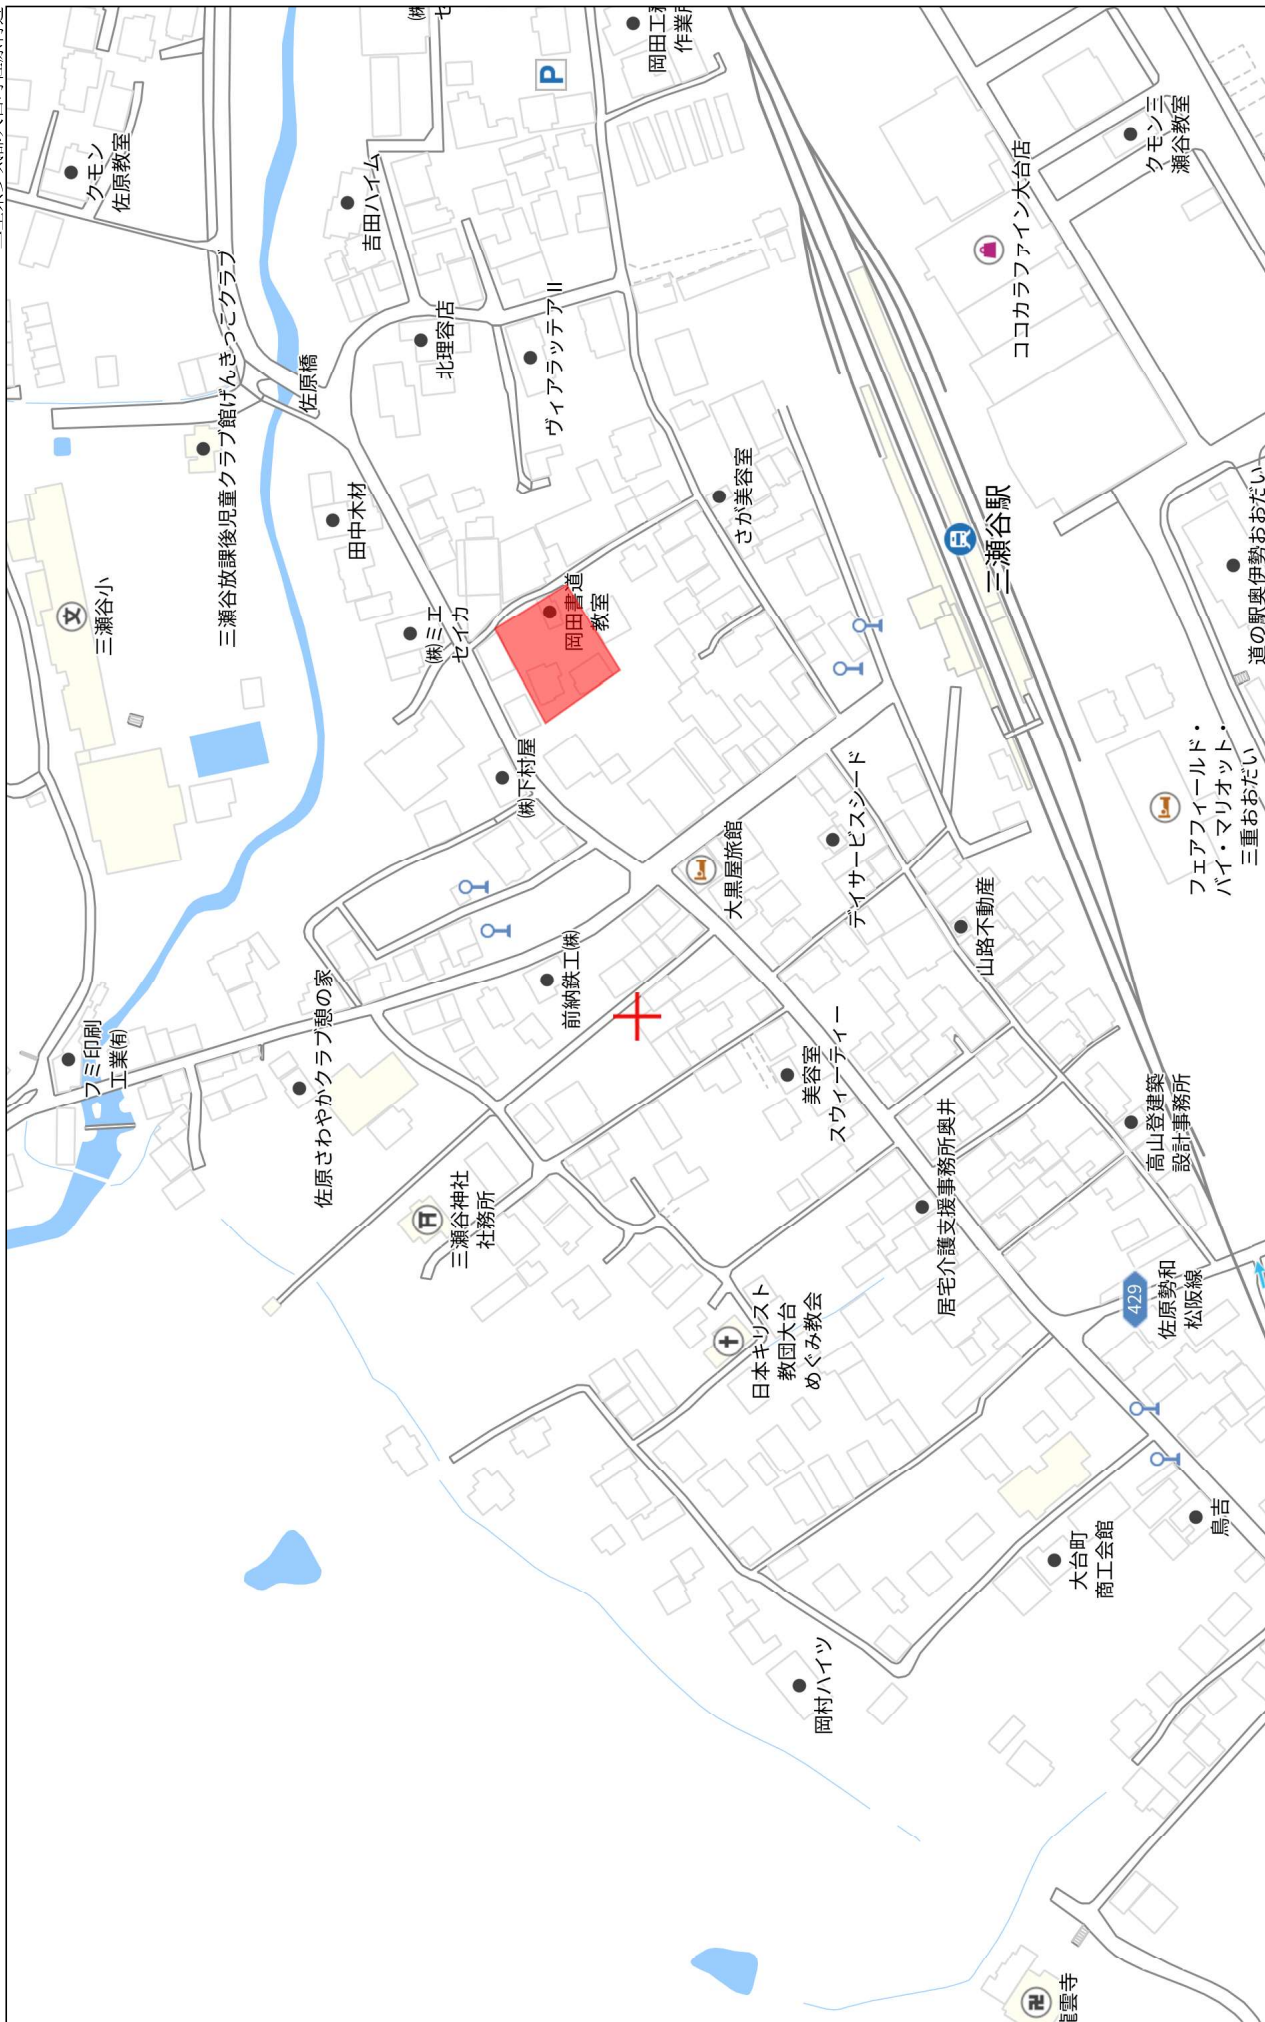 クモン
佐原教室
吉田ハイム
岡田工務
作業所
P
三瀬谷放課後児童クラブ館げんきっこクラブ
佐原橋
北理容店
ヴィアラッテアⅡ
ココカラファイン大台店
クモン三
瀬谷教室
三瀬谷小
田中木材
さが美容室
三瀬谷駅
道の駅奥伊勢おおだい
㈱ミエ
セイカ
岡田書道
教室
㈱下村屋
大黒屋旅館
デイサービスシード
フェアフィールド・
バイ・マリオット・
三重おおだい
山路不動産
前納鉄工㈱
フミ印刷
工業㈲
佐原さわやかクラブ憩の家
美容室
スウィーティー
三瀬谷神社
社務所
居宅介護支援事務所奥井
高山登建築
設計事務所
日本キリスト
教団大台
めぐみ教会
429
佐原勢和
松阪線
大台町
商工会館
鳥吉
岡村ハイツ
龍雲寺